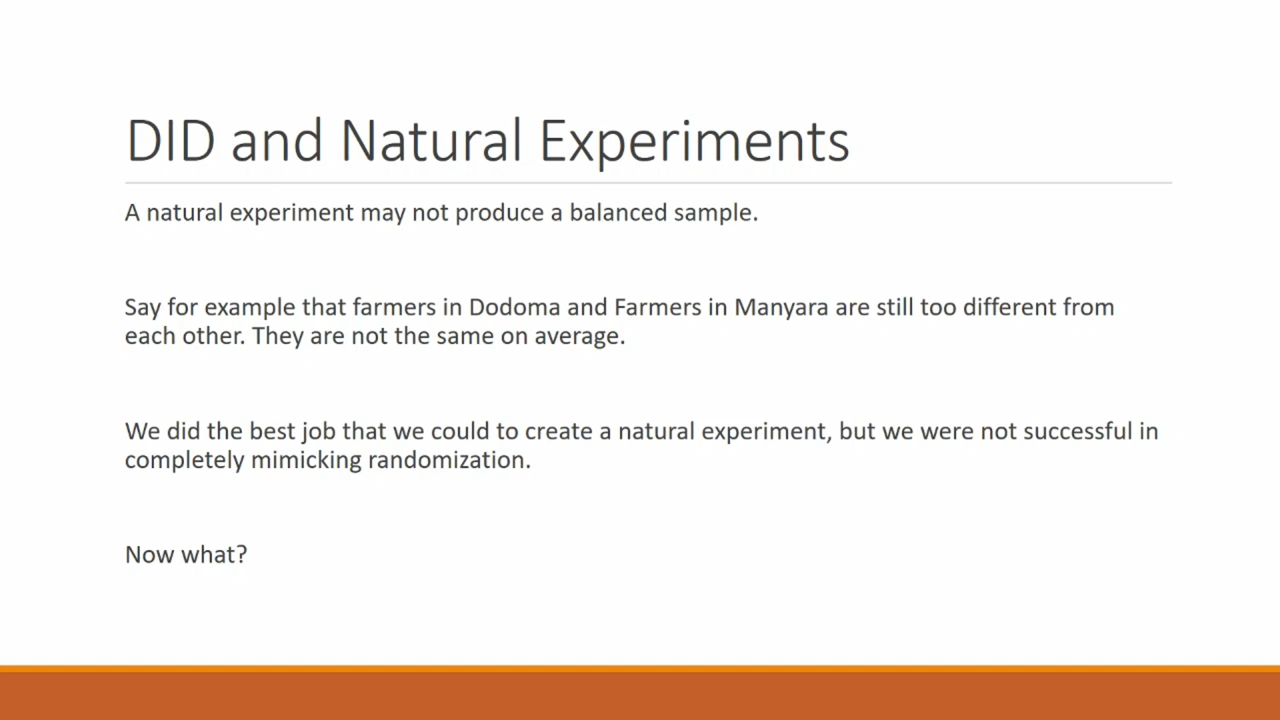 DID and Natural Experiments
A natural experiment may not produce a balanced sample.
Say for example that farmers in Dodoma and Farmers in Manyara are still too different from
each other. They are not the same on average.
We did the best job that we could to create a natural experiment, but we were not successful in
completely mimicking randomization.
Now what?